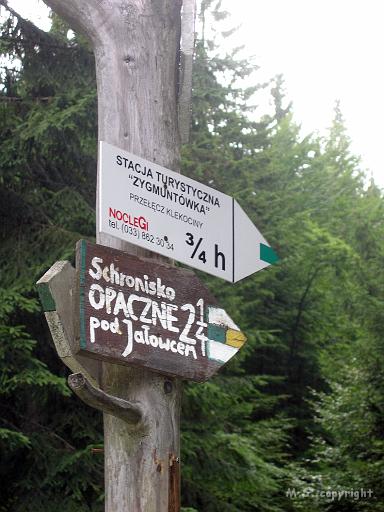 STACJA TURYSTYCZNA
"ZYGMUNTÓWKA"
PRZEŁĘCZ KLEKOCINY
NOCLEGI
tel. (033) 862 30 34
3/4 h
Schronisko
OPACZNE 2 1/4
pod Jałowcem
M.S. copyright